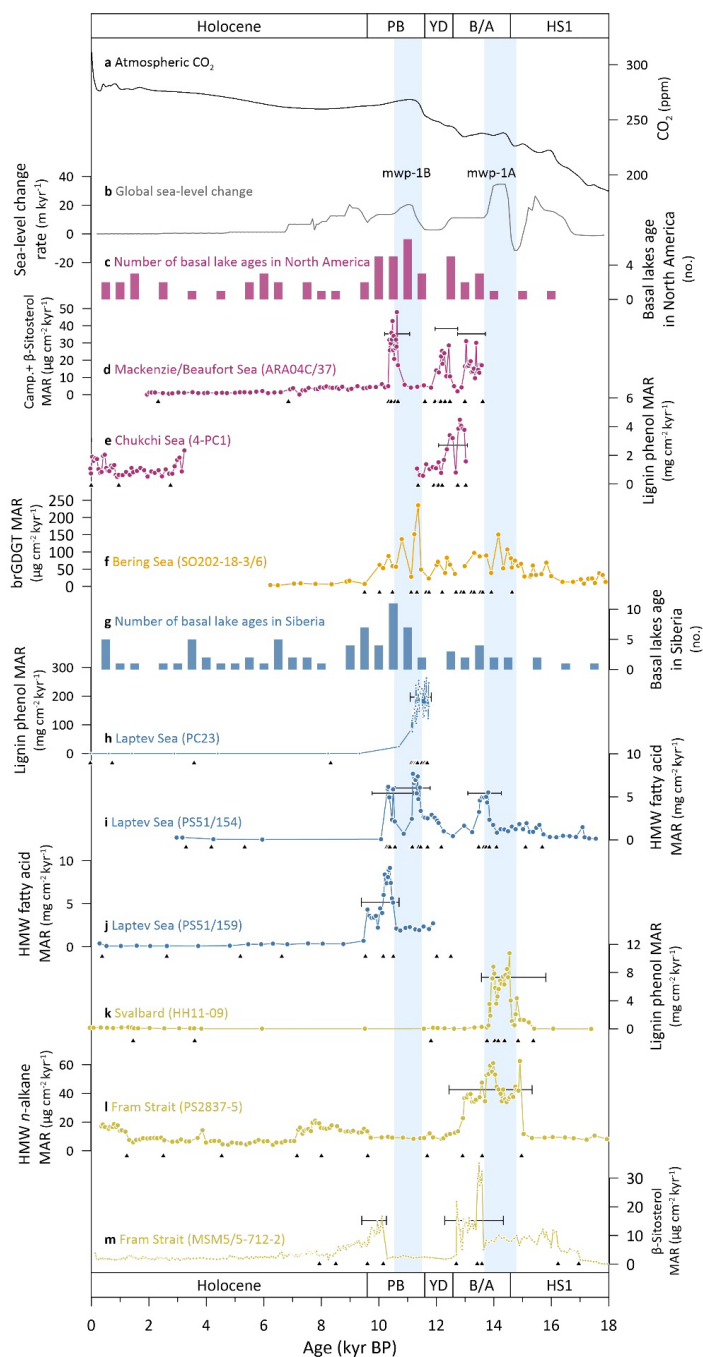 Holocene PB YD B/A HS1
a Atmospheric CO2
300
250
200
CO2 (ppm)
mwp-1B mwp-1A
b Global sea-level change
40
20
0
-20
Sea-level change
rate (m kyr-1)
c Number of basal lake ages in North America
4
0
Basal lakes age
in North America
(no.)
50
40
30
20
10
0
Camp.+ β-Sitosterol
MAR (µg cm-2 kyr-1)
d Mackenzie/Beaufort Sea (ARA04C/37)
6
4
2
0
Lignin phenol MAR
(mg cm-2 kyr-1)
e Chukchi Sea (4-PC1)
250
200
150
100
50
0
brGDGT MAR
(µg cm-2 kyr-1)
f Bering Sea (SO202-18-3/6)
g Number of basal lake ages in Siberia
10
5
0
Basal lakes age
in Siberia
(no.)
300
200
100
0
Lignin phenol MAR
(mg cm-2 kyr-1)
h Laptev Sea (PC23)
10
5
0
HMW fatty acid
MAR (mg cm-2 kyr-1)
i Laptev Sea (PS51/154)
10
5
0
HMW fatty acid
MAR (mg cm-2 kyr-1)
j Laptev Sea (PS51/159)
12
8
4
0
Lignin phenol MAR
(mg cm-2 kyr-1)
k Svalbard (HH11-09)
60
40
20
0
HMW n-alkane
MAR (µg cm-2 kyr-1)
l Fram Strait (PS2837-5)
30
20
10
0
β-Sitosterol
MAR (µg cm-2 kyr-1)
m Fram Strait (MSM5/5-712-2)
Holocene PB YD B/A HS1
0 2 4 6 8 10 12 14 16 18
Age (kyr BP)